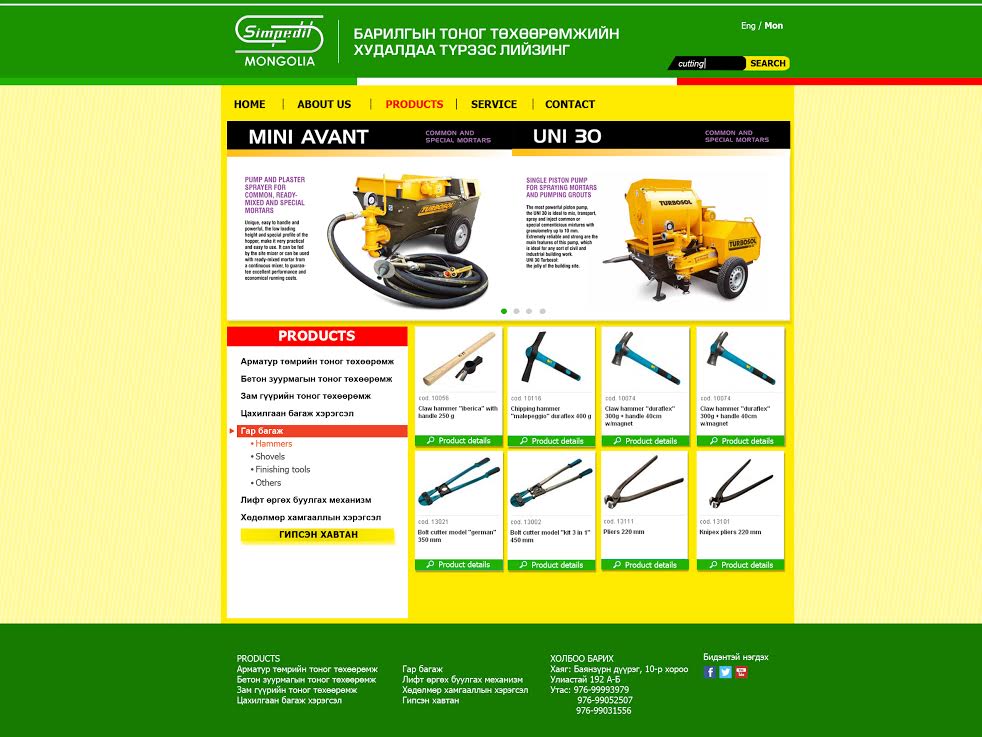 Simpedil
MONGOLIA
БАРИЛГЫН ТОНОГ ТӨХӨӨРӨМЖИЙН
ХУДАЛДАА ТҮРЭЭС ЛИЙЗИНГ
Eng / Mon
cutting
SEARCH
HOME | ABOUT US | PRODUCTS | SERVICE | CONTACT
MINI AVANT
COMMON AND
SPECIAL MORTARS
PUMP AND PLASTER
SPRAYER FOR
COMMON, READY-
MIXED AND SPECIAL
MORTARS
Unique, easy to handle and
powerful, the low loading
height and special profile of the
hopper, make it very practical
and easy to use. It can be fed
by the site mixer or can be used
with ready-mixed mortar from
a continuous mixer, to guaran-
tee excellent performance and
economical running costs.
TURBOSOL
UNI 30
COMMON AND
SPECIAL MORTARS
SINGLE PISTON PUMP
FOR SPRAYING MORTARS
AND PUMPING GROUTS
The most powerful piston pump,
the UNI 30 is ideal to mix, transport,
spray and inject common or
special cementitious mixtures with
granulometry up to 10 mm.
Extremely reliable and strong are the
main features of this pump, which
is ideal for any sort of civil and
industrial building work.
UNI 30 Turbosol:
the jolly of the building site.
TURBOSOL
TURBOSOL
PRODUCTS
Арматур төмрийн тоног төхөөрөмж
Бетон зуурмагын тоног төхөөрөмж
Зам гүүрийн тоног төхөөрөмж
Цахилгаан багаж хэрэгсэл
Гар багаж
• Hammers
• Shovels
• Finishing tools
• Others
Лифт өргөх буулгах механизм
Хөдөлмөр хамгааллын хэрэгсэл
ГИПСЭН ХАВТАН
cod. 10058
Claw hammer "iberica" with
handle 250 g
Product details
cod. 10116
Chipping hammer
"malepeggio" duraflex 400 g
Product details
cod. 10074
Claw hammer "duraflex"
300g + handle 40cm
w/magnet
Product details
cod. 10074
Claw hammer "duraflex"
300g + handle 40cm
w/magnet
Product details
cod. 13021
Bolt cutter model "german"
350 mm
Product details
cod. 13002
Bolt cutter model "kit 3 in 1"
450 mm
Product details
cod. 13111
Pliers 220 mm
Product details
cod. 13101
Knipex pliers 220 mm
Product details
PRODUCTS
Арматур төмрийн тоног төхөөрөмж
Бетон зуурмагын тоног төхөөрөмж
Зам гүүрийн тоног төхөөрөмж
Цахилгаан багаж хэрэгсэл
Гар багаж
Лифт өргөх буулгах механизм
Хөдөлмөр хамгааллын хэрэгсэл
Гипсэн хавтан
ХОЛБОО БАРИХ
Хаяг: Баянзүрх дүүрэг, 10-р хороо
Улиастай 192 А-Б
Утас: 976-99993979
976-99052507
976-99031556
Бидэнтэй нэгдэх